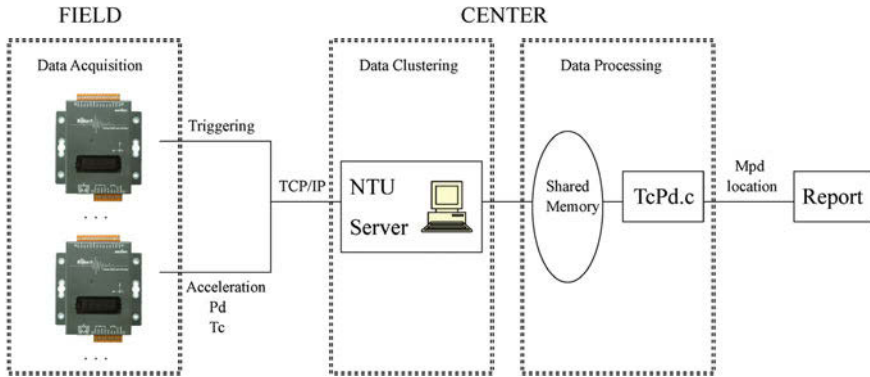 FIELD
CENTER
Data Acquisition
Data Clustering
Data Processing
Triggering
TCP/IP
NTU
Server
Shared
Memory
TcPd.c
Mpd
location
Report
. . .
Acceleration
Pd
Tc
. . .